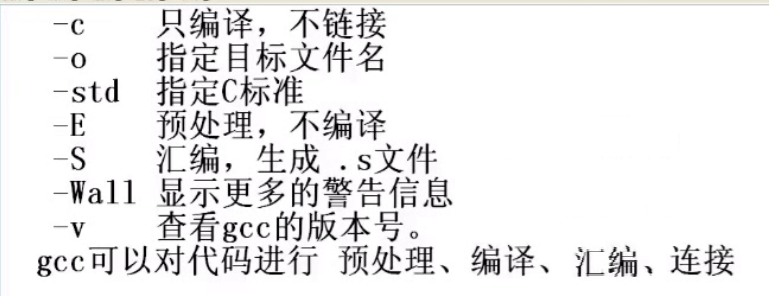 -c 只编译，不链接
-o 指定目标文件名
-std 指定C标准
-E 预处理，不编译
-S 汇编，生成 .s文件
-Wall 显示更多的警告信息
-v 查看gcc的版本号。
gcc可以对代码进行 预处理、编译、汇编、连接